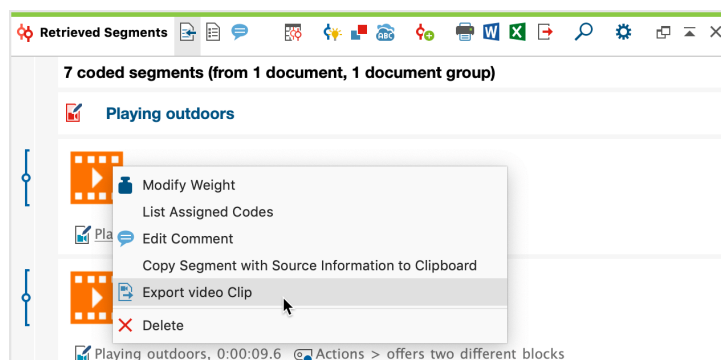 Retrieved Segments
ABC
W
X
7 coded segments (from 1 document, 1 document group)
Playing outdoors
Modify Weight
List Assigned Codes
Pla
Edit Comment
Copy Segment with Source Information to Clipboard
Export video Clip
Delete
Playing outdoors, 0:00:09.6 Actions > offers two different blocks